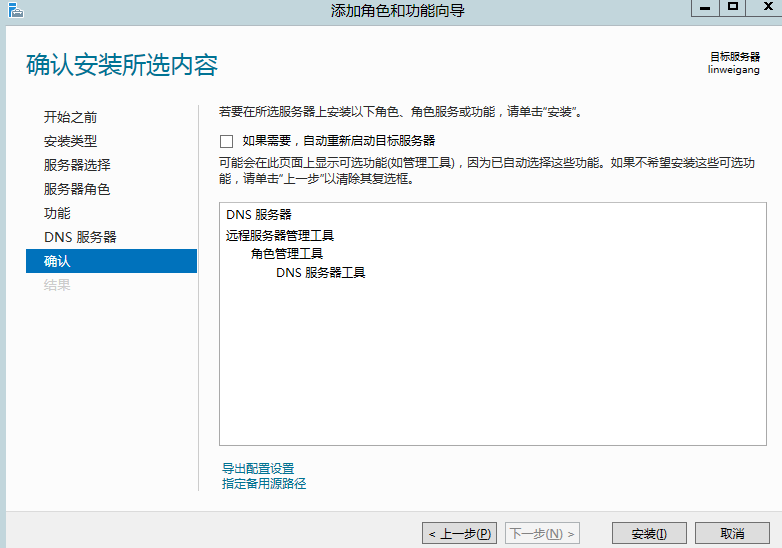 添加角色和功能向导
确认安装所选内容
目标服务器
linweigang
开始之前
安装类型
服务器选择
服务器角色
功能
DNS 服务器
确认
结果
若要在所选服务器上安装以下角色、角色服务或功能，请单击"安装"。
如果需要，自动重新启动目标服务器
可能会在此页面上显示可选功能(如管理工具)，因为已自动选择这些功能。如果不希望安装这些可选功
能，请单击"上一步"以清除其复选框。
DNS 服务器
远程服务器管理工具
角色管理工具
DNS 服务器工具
导出配置设置
指定备用源路径
< 上一步(P)
下一步(N) >
安装(I)
取消